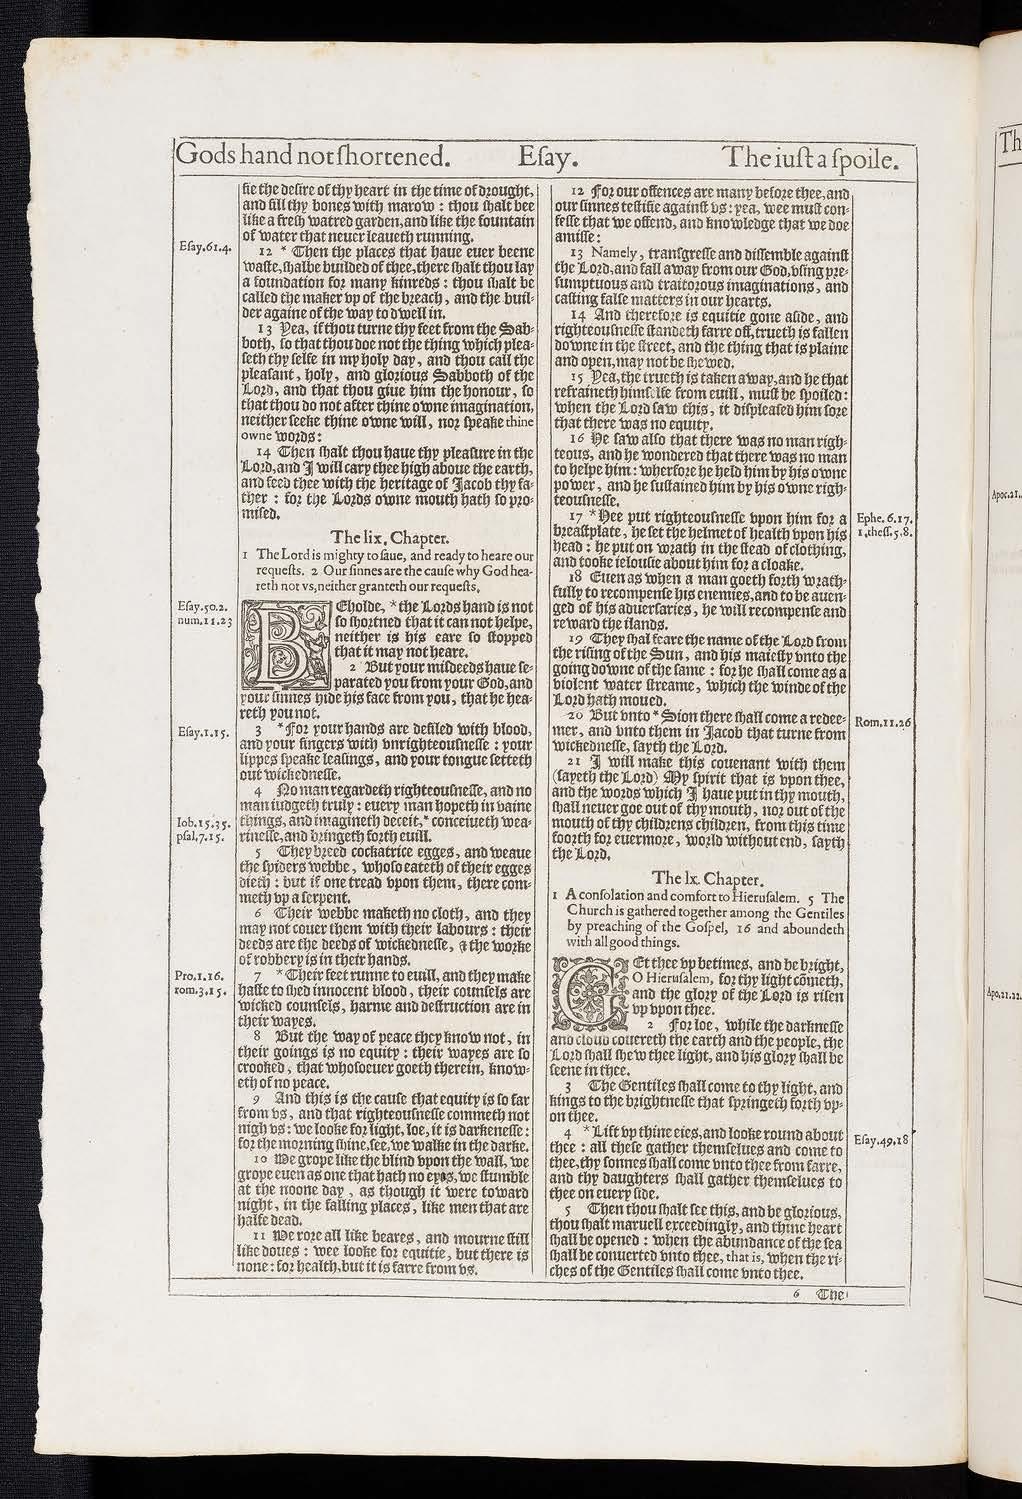 Gods hand not ſhortened. Eſay. The iuſt a ſpoile.
fie the deſire of thy heart in the time of drought,
and fill thy bones with marow : thou ſhalt bee
like a freſh watred garden, and like the fountain
of water that neuer leaueth running.
Eſay.61.4.
12 * Then the places that haue euer beene
waſte, ſhalbe builded of thee, there ſhalt thou lay
a foundation for many kinreds : thou ſhalt be
called the maker vp of the breach, and the buil-
der againe of the way to dwell in.
13 Yea, if thou turne thy feet from the Sab-
both, ſo that thou doe not the thing which plea-
ſeth thy ſelfe in my holy day, and thou call the
pleaſant, holy, and glorious Sabboth of the
Lord, and that thou giue him the honour, ſo
that thou do not after thine owne imagination,
neither ſeeke thine owne will, nor ſpeake thine
owne words:
14 Then ſhalt thou haue thy pleaſure in the
Lord, and I will cary thee high aboue the earth,
and feed thee with the heritage of Jacob thy fa-
ther : for the Lords owne mouth hath ſo pro-
miſed.
The lix. Chapter.
1 The Lord is mighty to ſaue, and ready to heare our
requeſts. 2 Our ſinnes are the cauſe why God hea-
reth not vs, neither granteth our requeſts.
Eſay.50.2.
num.11.23
BEholde, *the Lords hand is not
ſo ſhortned that it can not helpe,
neither is his eare ſo ſtopped
that it may not heare.
2 But your miſdeeds haue ſe-
parated you from your God, and
your ſinnes hide his face from you, that he hea-
reth you not.
Eſay.1.15.
3 *For your hands are defiled with blood,
and your fingers with vnrighteouſneſſe : your
lippes ſpeake leaſings, and your tongue ſetteth
out wickedneſſe.
4 No man regardeth righteouſneſſe, and no
man iudgeth truly : euery man hopeth in vaine
Iob.15.35.
pſal.7.15.
things, and imagineth deceit,* conceiueth wea-
rineſſe, and bringeth forth euill.
5 They breed cockatrice egges, and weaue
the ſpiders webbe, whoſo eateth of their egges
dieth : but if one tread vpon them, there com-
meth vp a ſerpent.
6 Their webbe maketh no cloth, and they
may not couer them with their labours : their
deeds are the deeds of wickedneſſe, & the worke
of robbery is in their hands.
Pro.1.16.
rom.3.15.
7 *Their feet runne to euill, and they make
haſte to ſhed innocent blood, their counſels are
wicked counſels, harme and deſtruction are in
their wayes.
8 But the way of peace they know not, in
their goings is no equity : their wayes are ſo
crooked, that whoſoeuer goeth therein, know-
eth of no peace.
9 And this is the cauſe that equity is ſo far
from vs, and that righteouſneſſe commeth not
nigh vs : we looke for light, loe, it is darkeneſſe :
for the morning ſhine, ſee, we walke in the darke.
10 We grope like the blind vpon the wall, we
grope euen as one that hath no eyes, we ſtumble
at the noone day, as though it were toward
night, in the falling places, like men that are
halfe dead.
11 We rore all like beares, and mourne ſtill
like doues : wee looke for equitie, but there is
none : for health, but it is farre from vs.
12 For our offences are many before thee, and
our ſinnes teſtifie againſt vs : yea, wee muſt con-
feſſe that we offend, and knowledge that we doe
amiſſe :
13 Namely, tranſgreſſe and diſſemble againſt
the Lord, and fall away from our God, vſing pre-
ſumptuous and traitorous imaginations, and
caſting falſe matters in our hearts.
14 And therefore is equitie gone aſide, and
righteouſneſſe ſtandeth farre off, trueth is fallen
downe in the ſtreet, and the thing that is plaine
and open, may not be ſhewed.
15 Yea, the trueth is taken away, and he that
refraineth himſelfe from euill, muſt be ſpoiled :
when the Lord ſaw this, it diſpleaſed him ſore
that there was no equity.
16 He ſaw alſo that there was no man righ-
teous, and he wondered that there was no man
to helpe him : wherfore he held him by his owne
power, and he ſuſtained him by his owne righ-
teouſneſſe.
Ephe.6.17.
1.theſſ.5.8.
17 *Hee put righteouſneſſe vpon him for a
breaſtplate, he ſet the helmet of health vpon his
head : he put on wrath in the ſtead of clothing,
and tooke ielouſie about him for a cloake.
18 Euen as when a man goeth forth wrath-
fully to recompenſe his enemies, and to be auen-
ged of his aduerſaries, he will recompenſe and
reward the ilands.
19 They ſhal feare the name of the Lord from
the riſing of the Sun, and his maieſty vnto the
going downe of the ſame : for he ſhall come as a
violent water ſtreame, which the winde of the
Lord hath moued.
Rom.11.26
20 But vnto *Sion there ſhall come a redee-
mer, and vnto them in Jacob that turne from
wickedneſſe, ſayth the Lord.
21 I will make this couenant with them
(ſayeth the Lord) My ſpirit that is vpon thee,
and the words which I haue put in thy mouth,
ſhall neuer goe out of thy mouth, nor out of the
mouth of thy childrens children, from this time
foorth for euermore, world without end, ſayth
the Lord.
The lx. Chapter.
1 A conſolation and comfort to Hieruſalem. 5 The
Church is gathered together among the Gentiles
by preaching of the Goſpel, 16 and aboundeth
with all good things.
GEt thee vp betimes, and be bright,
O Hieruſalem, for thy light cōmeth,
and the glory of the Lord is riſen
vp vpon thee.
2 For loe, while the darkneſſe
and cloud couereth the earth and the people, the
Lord ſhall ſhew thee light, and his glory ſhall be
ſeene in thee.
3 The Gentiles ſhall come to thy light, and
kings to the brightneſſe that ſpringeth forth vp-
on thee.
Eſay.49.18
4 *Lift vp thine eies, and looke round about
thee : all theſe gather themſelues and come to
thee, thy ſonnes ſhall come vnto thee from farre,
and thy daughters ſhall gather themſelues to
thee on euery ſide.
5 Then thou ſhalt ſee this, and be glorious,
thou ſhalt maruell exceedingly, and thine heart
ſhall be opened : when the abundance of the ſea
ſhall be conuerted vnto thee, that is, when the ri-
ches of the Gentiles ſhall come vnto thee.
6 The
Th
Apoc.21.
Apo.21.22.